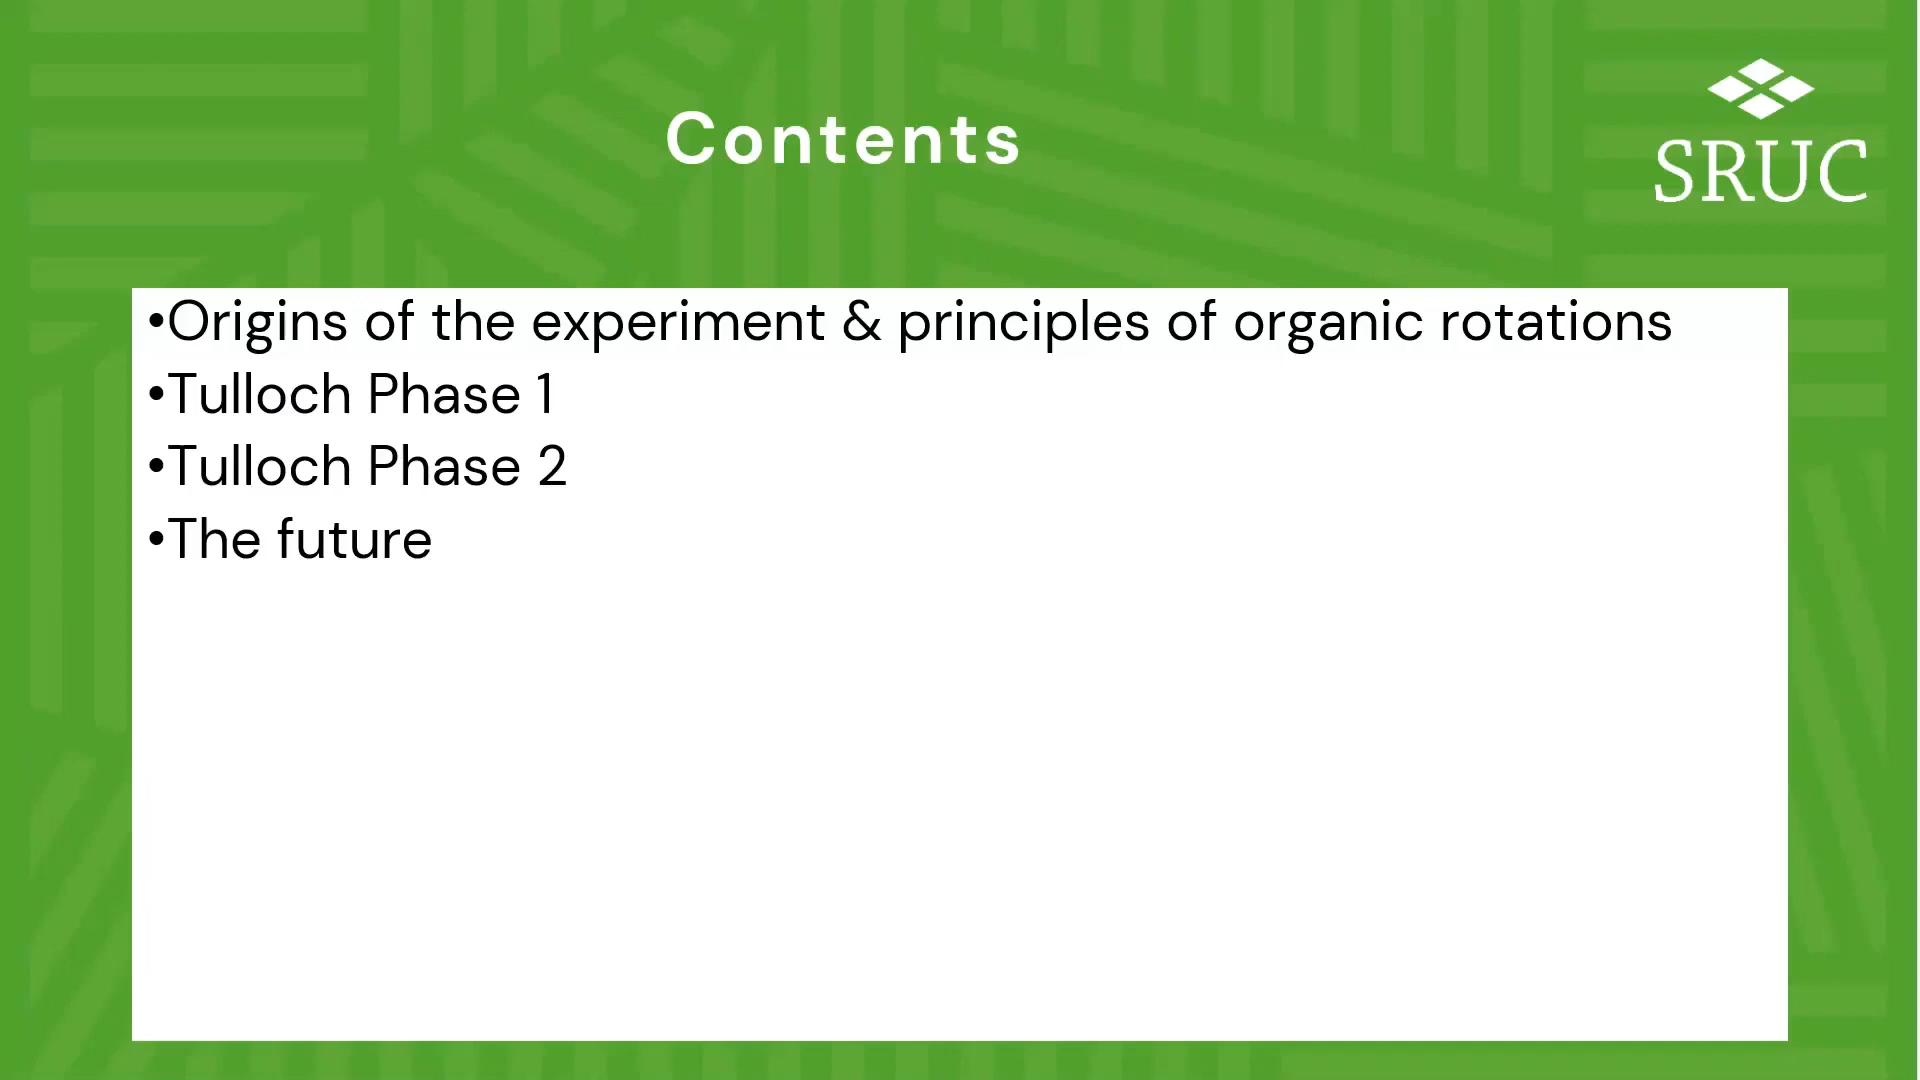 Contents
SRUC
•Origins of the experiment & principles of organic rotations
•Tulloch Phase 1
•Tulloch Phase 2
•The future